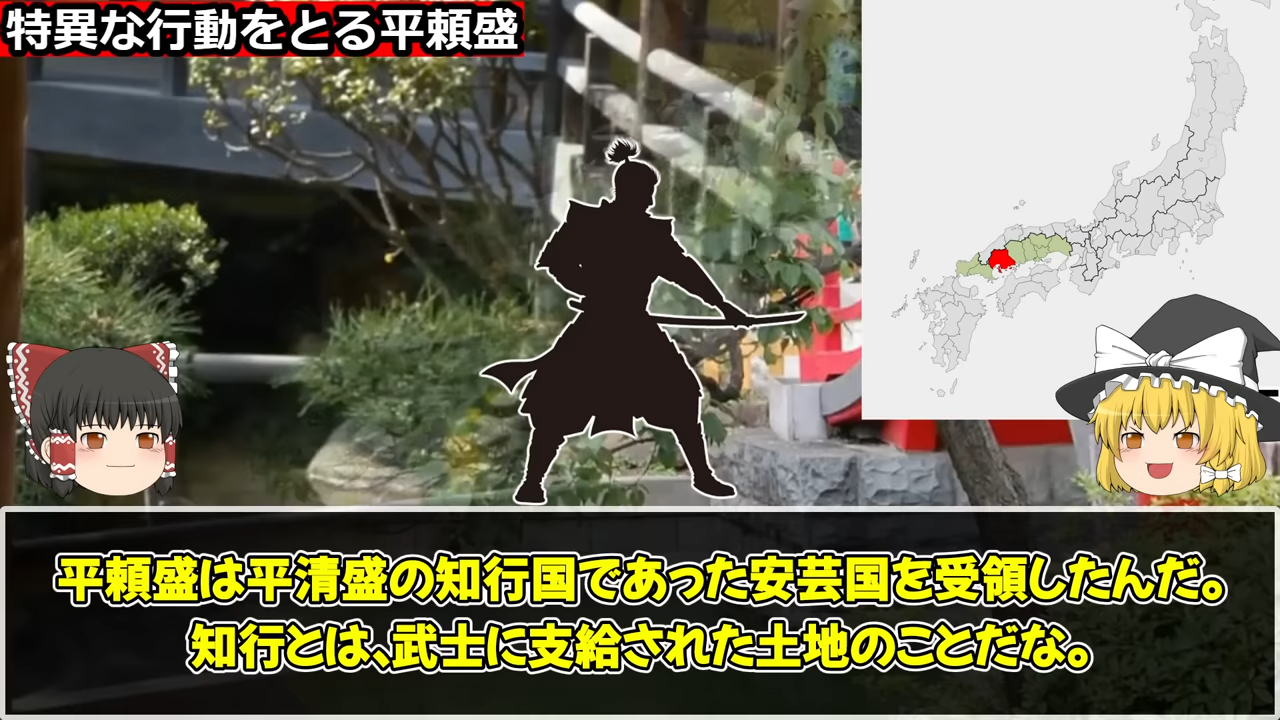 特異な行動をとる平頼盛
平頼盛は平清盛の知行国であった安芸国を受領したんだ。
知行とは、武士に支給された土地のことだな。